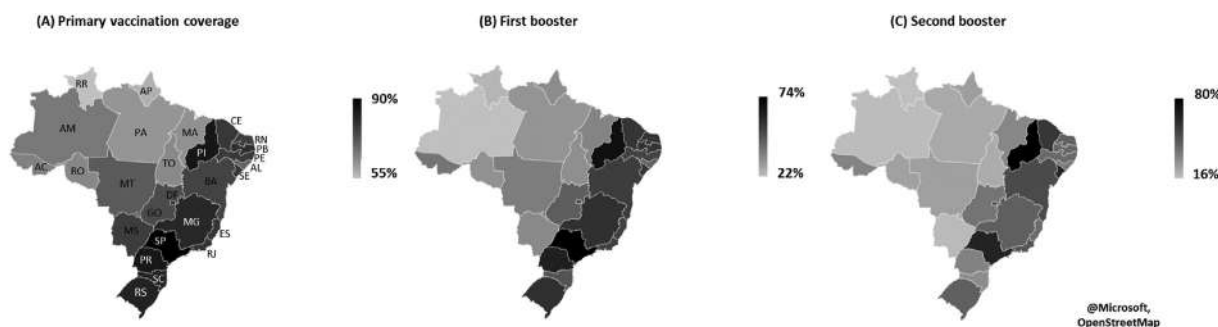 (A) Primary vaccination coverage
(B) First booster
(C) Second booster
RR
AP
AM
PA
MA
CE
RN
PB
PE
AL
SE
PI
TO
AC
RO
MT
BA
DF
GO
MG
MS
ES
SP
RJ
PR
SC
RS
90%
55%
74%
22%
80%
16%
@Microsoft,
OpenStreetMap